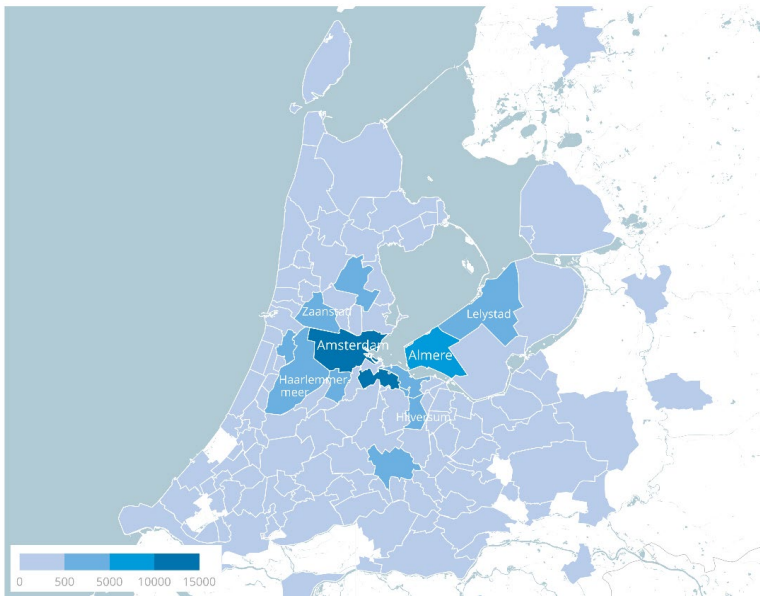 Zaanstad
Amsterdam
Lelystad
Almere
Haarlemmer-
meer
Hilversum
0 500 5000 10000 15000